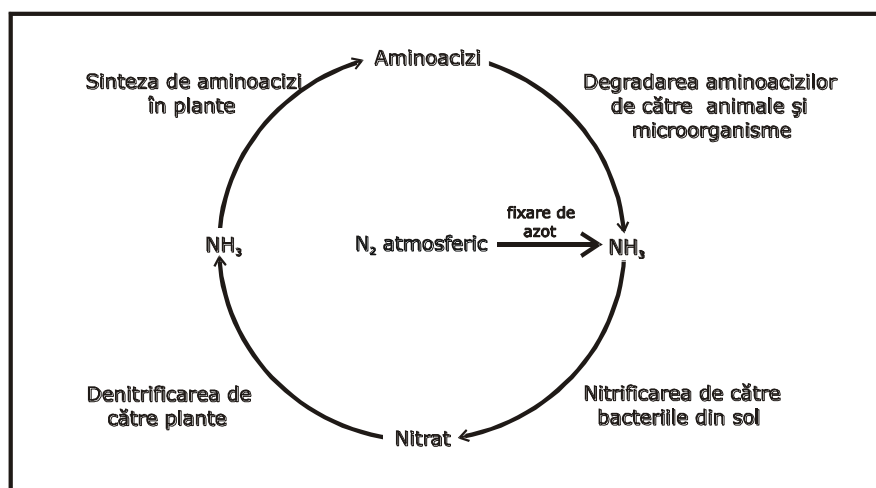 Aminoacizi
Sinteza de aminoacizi
în plante
Degradarea aminoacizilor
de către animale şi
microorganisme
fixare de
azot
NH₃
N₂ atmosferic
NH₃
Denitrificarea de
către plante
Nitrificarea de către
bacteriile din sol
Nitrat